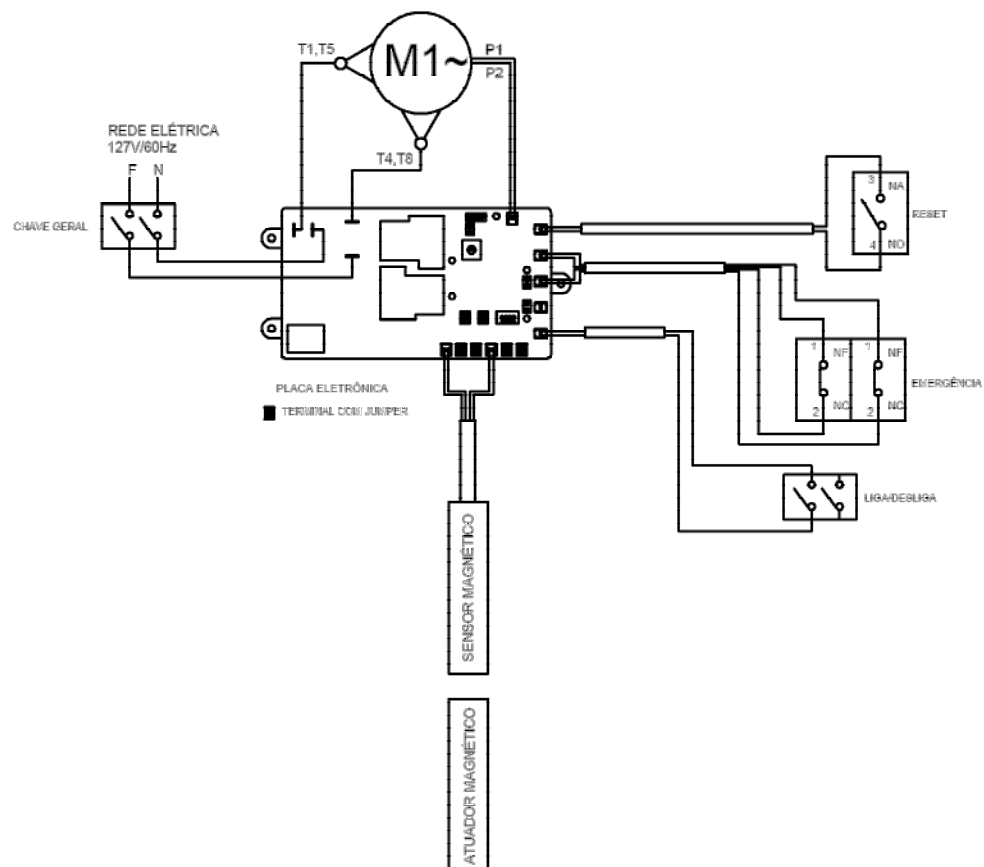 T1,T5
M1~
P1
P2
REDE ELÉTRICA
127V/60Hz
F N
T4,T8
CHAVE GERAL
3 NA
RESET
4 NO
1 NF 1 NF
EMERGÊNCIA
2 NC 2 NC
PLACA ELETRÔNICA
TERMINAL COM JUMPER
LIGA/DESLIGA
SENSOR MAGNÉTICO
ATUADOR MAGNÉTICO